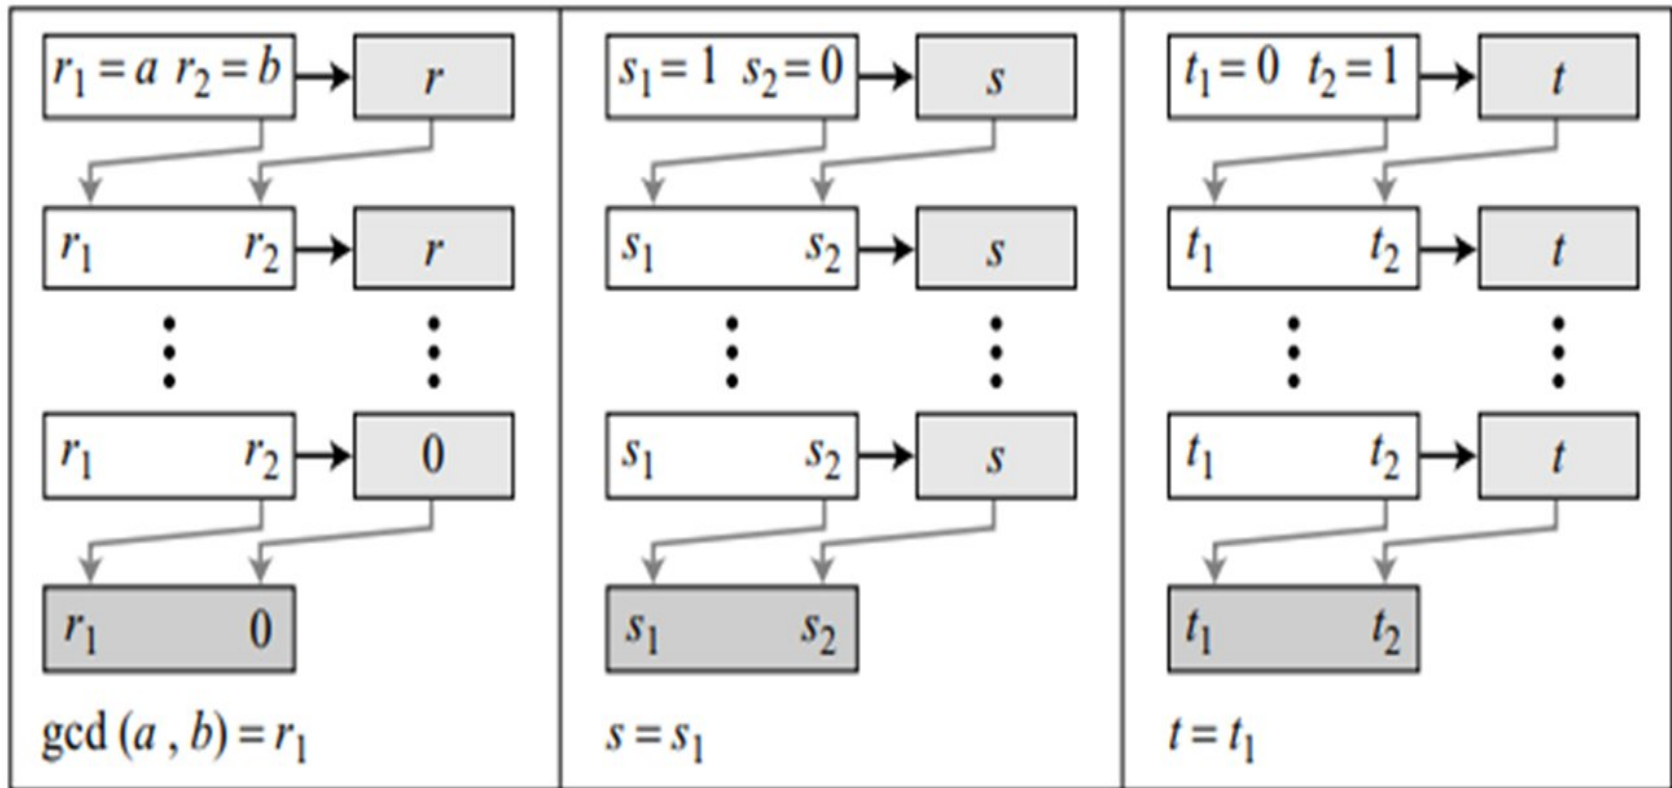 r₁ = a r₂ = b r s₁ = 1 s₂ = 0 s t₁ = 0 t₂ = 1 t
r₁ r₂ r s₁ s₂ s t₁ t₂ t
r₁ r₂ 0 s₁ s₂ s t₁ t₂ t
r₁ 0 s₁ s₂ t₁ t₂
gcd (a , b) = r₁ s = s₁ t = t₁